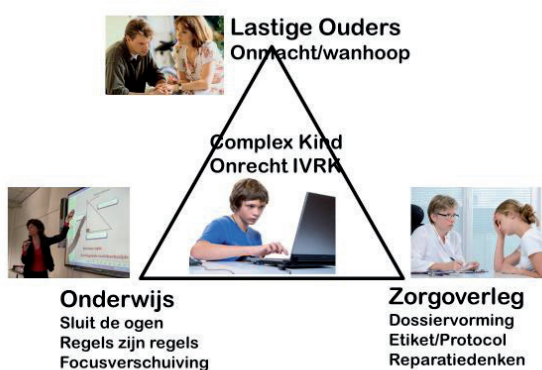 Lastige Ouders
Onmacht/wanhoop
Complex Kind
Onrecht IVRK
Onderwijs
Sluit de ogen
Regels zijn regels
Focusverschuiving
Zorgoverleg
Dossiervorming
Etiket/Protocol
Reparatiedenken